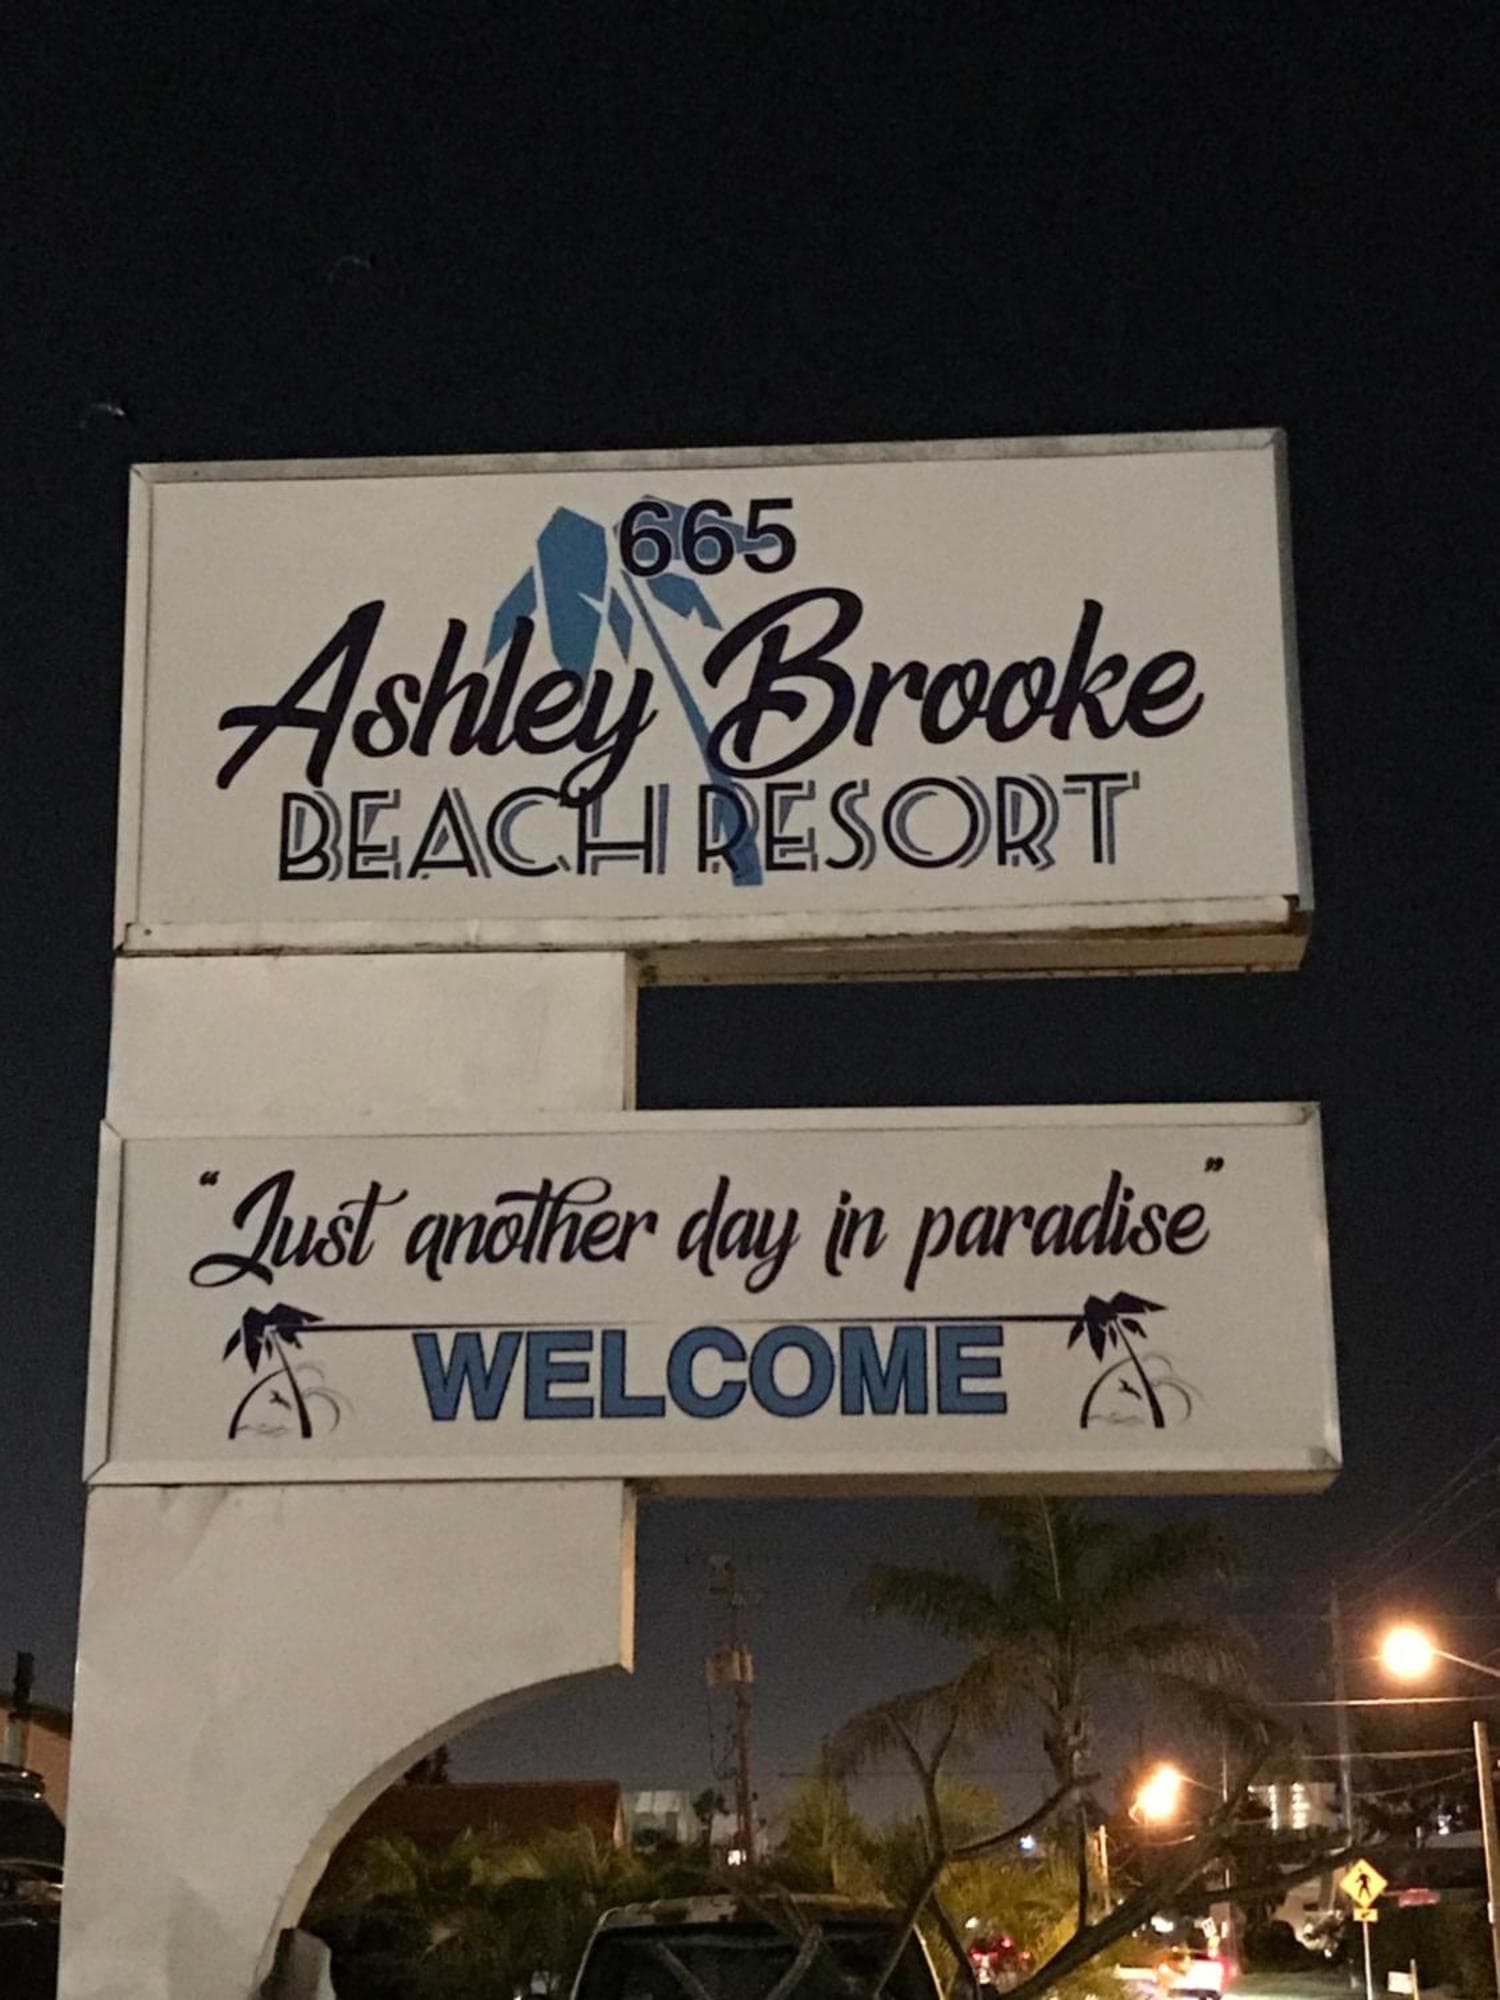 665
Ashley Brooke
BEACH RESORT
“Just another day in paradise”
WELCOME